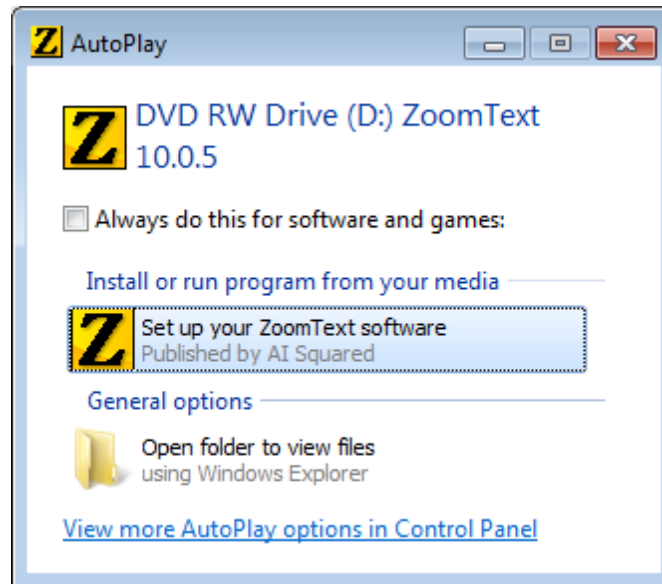 Z AutoPlay
Z DVD RW Drive (D:) ZoomText
10.0.5
Always do this for software and games:
Install or run program from your media
Z Set up your ZoomText software
Published by AI Squared
General options
Open folder to view files
using Windows Explorer
View more AutoPlay options in Control Panel